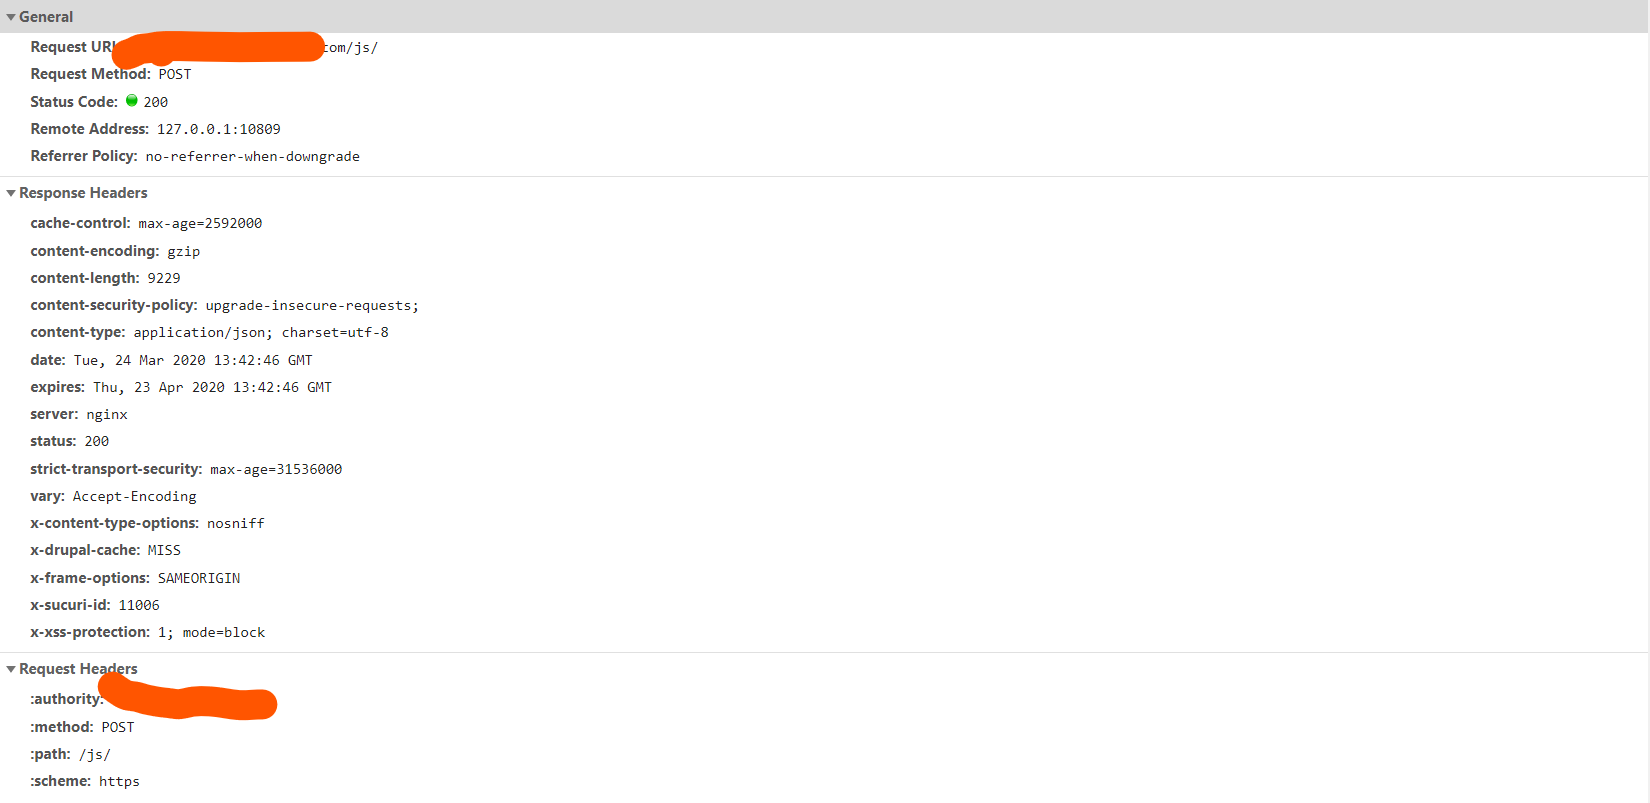 General
Request URL
com/js/
Request Method: POST
Status Code: 200
Remote Address: 127.0.0.1:10809
Referrer Policy: no-referrer-when-downgrade
Response Headers
cache-control: max-age=2592000
content-encoding: gzip
content-length: 9229
content-security-policy: upgrade-insecure-requests;
content-type: application/json; charset=utf-8
date: Tue, 24 Mar 2020 13:42:46 GMT
expires: Thu, 23 Apr 2020 13:42:46 GMT
server: nginx
status: 200
strict-transport-security: max-age=31536000
vary: Accept-Encoding
x-content-type-options: nosniff
x-drupal-cache: MISS
x-frame-options: SAMEORIGIN
x-sucuri-id: 11006
x-xss-protection: 1; mode=block
Request Headers
:authority:
:method: POST
:path: /js/
:scheme: https